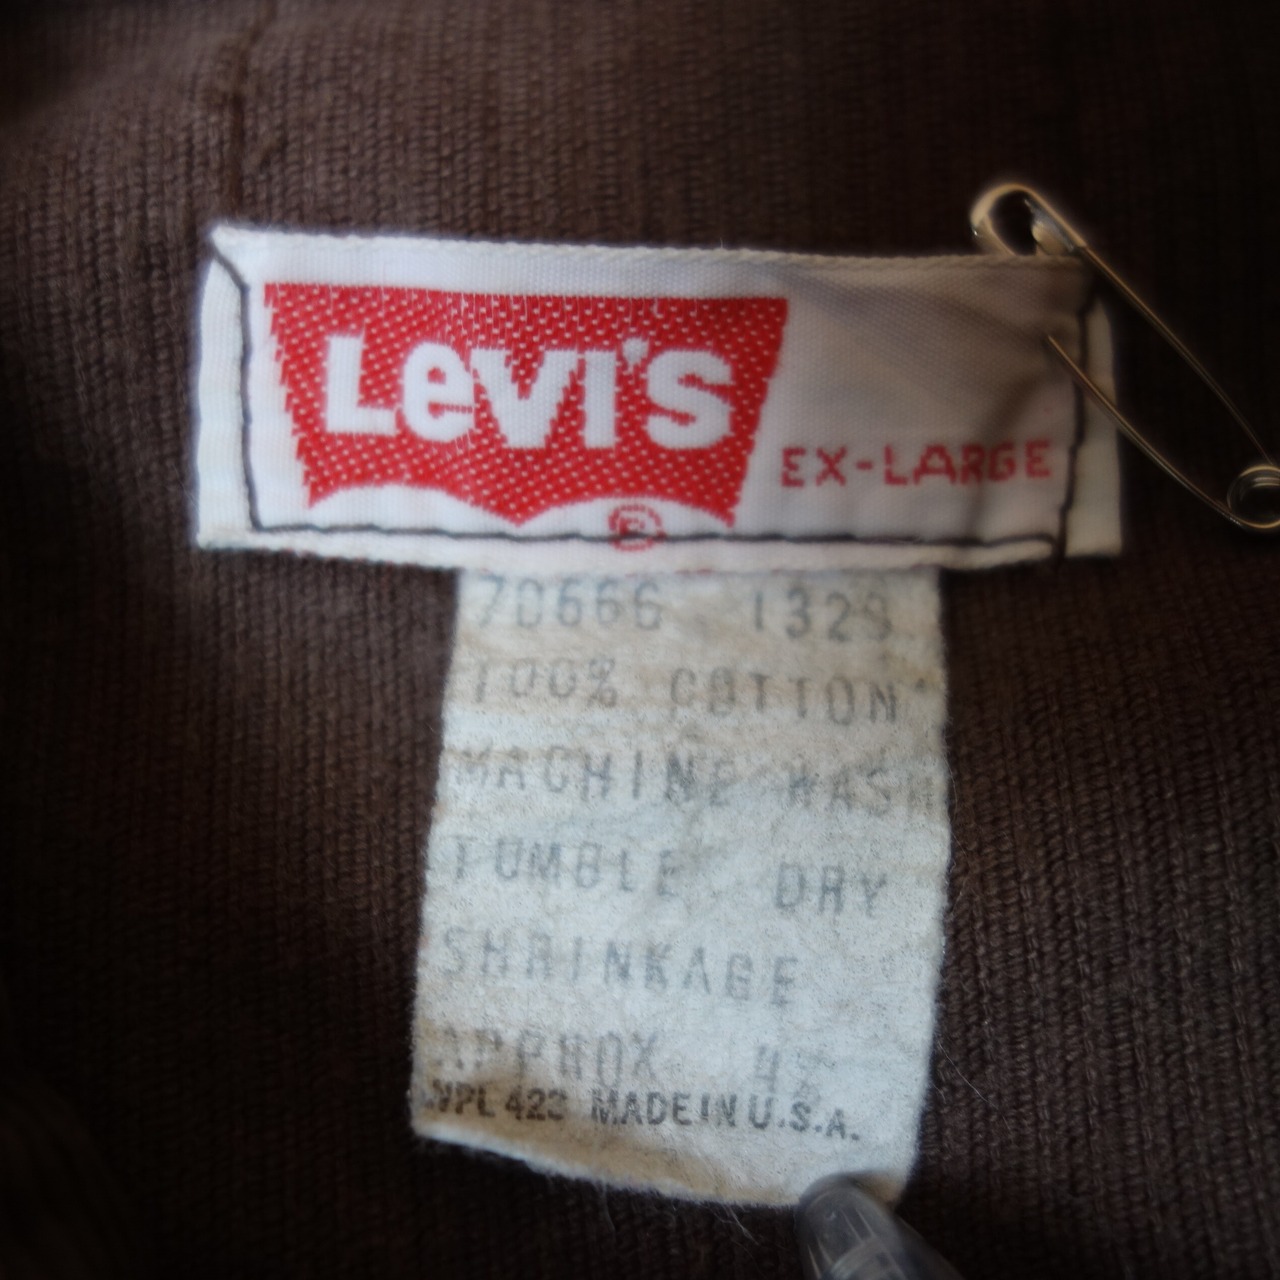 LEVI'S
EX-LARGE
®
70666 1329
100% COTTON
MACHINE WASH
TUMBLE DRY
SHRINKAGE
APPROX 4%
WPL 423 MADE IN U.S.A.